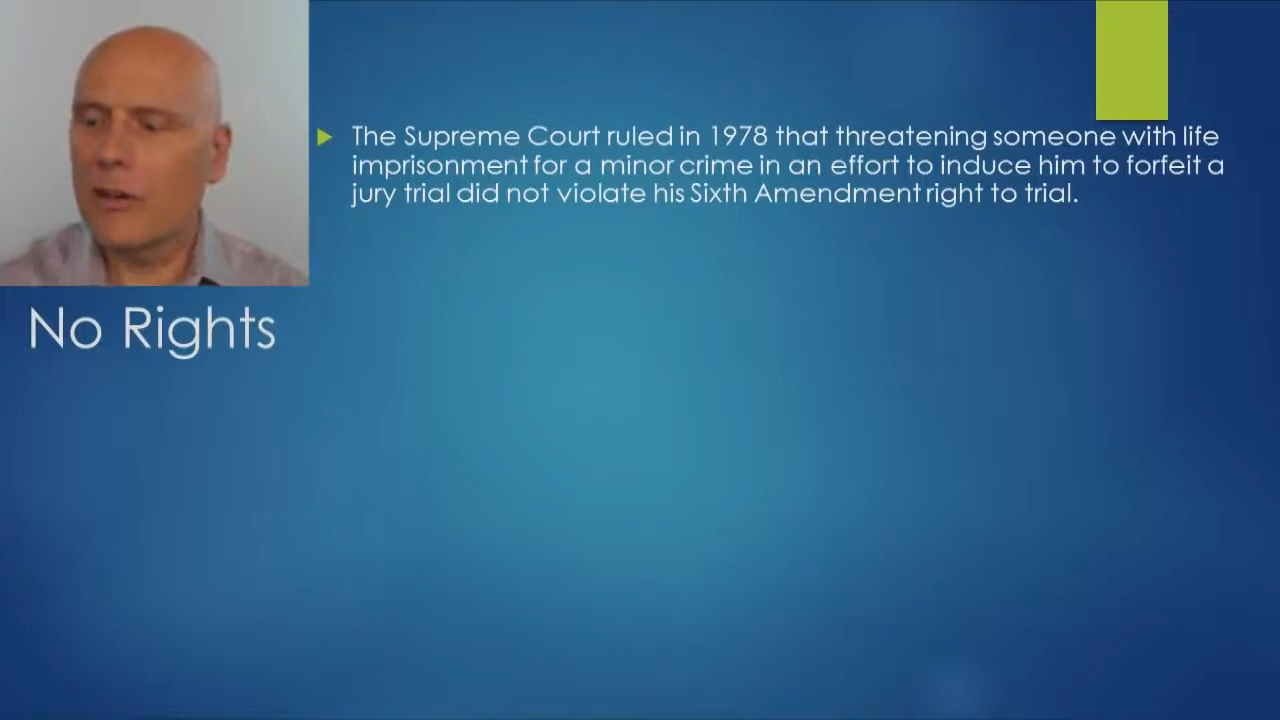 The Supreme Court ruled in 1978 that threatening someone with life
imprisonment for a minor crime in an effort to induce him to forfeit a
jury trial did not violate his Sixth Amendment right to trial.
No Rights